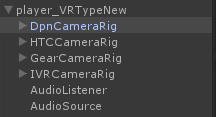 player_VRTypeNew
DpnCameraRig
HTCCameraRig
GearCameraRig
IVRCameraRig
AudioListener
AudioSource